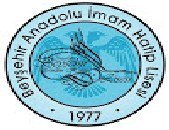 Beyşehir Anadolu İmam Hatip Lisesi
• 1977 •